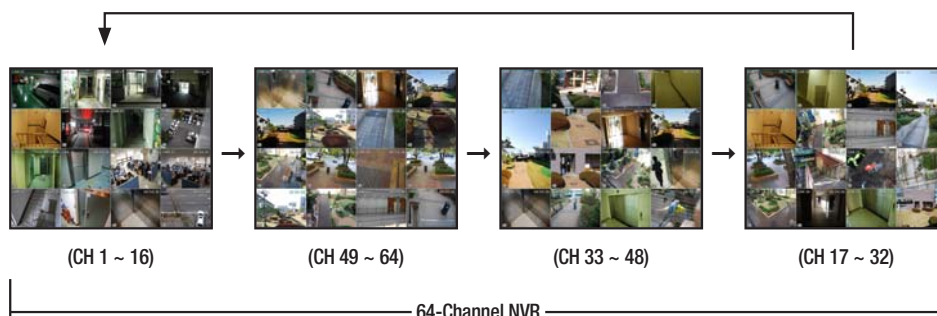 (CH 1 ~ 16)
(CH 49 ~ 64)
(CH 33 ~ 48)
(CH 17 ~ 32)
64-Channel NVR